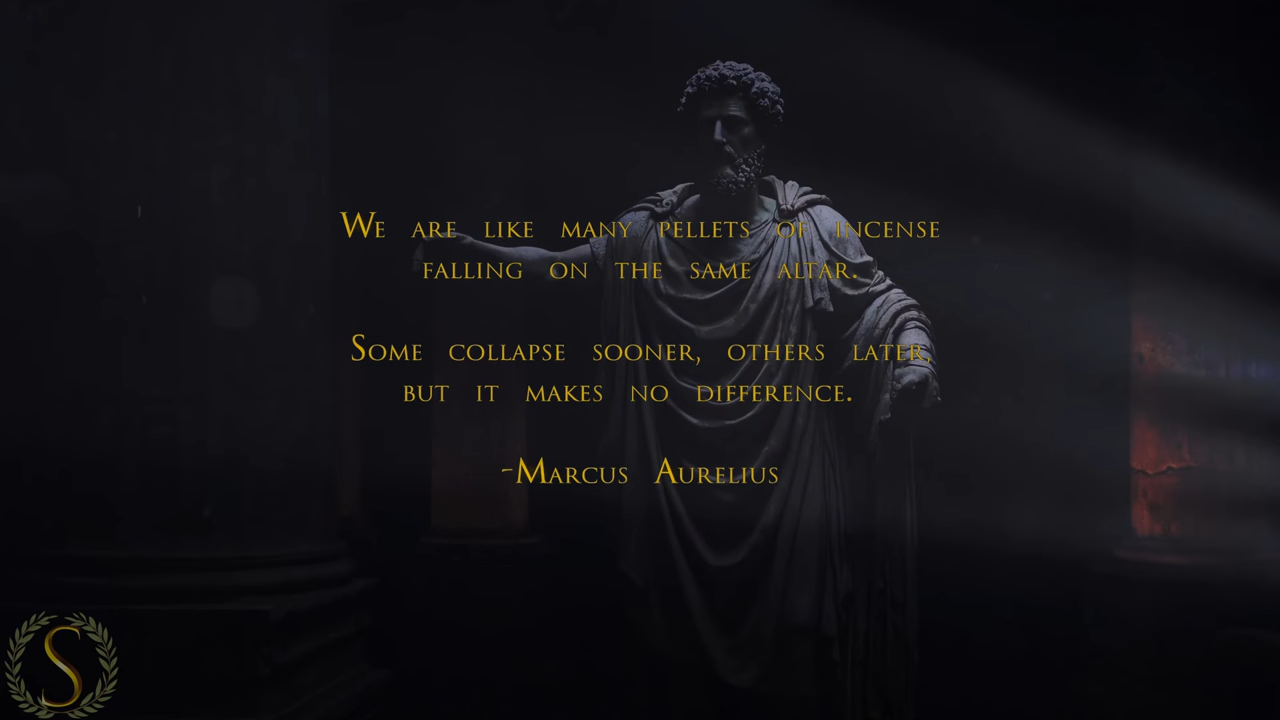 We are like many pellets of incense
falling on the same altar.
Some collapse sooner, others later,
but it makes no difference.
-Marcus Aurelius
S